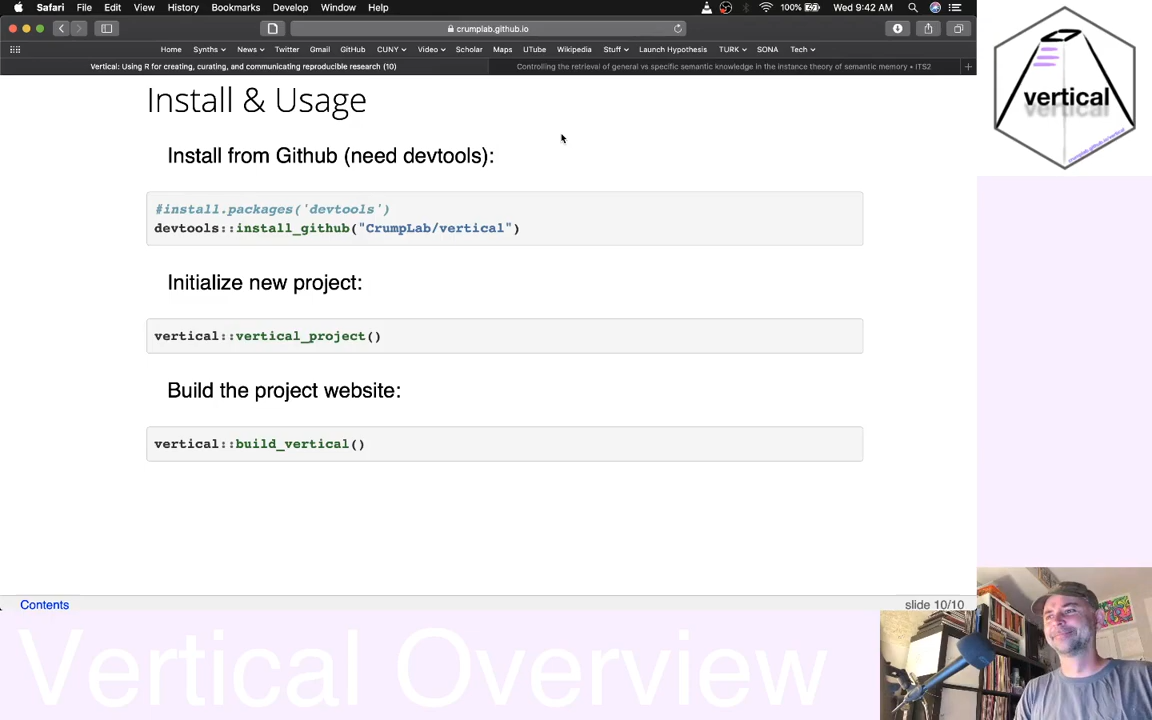 Safari File Edit View History Bookmarks Develop Window Help 100% Wed 9:42 AM
crumplab.github.io
Home Synths News Twitter Gmail GitHub CUNY Video Scholar Maps UTube Wikipedia Stuff Launch Hypothesis TURK SONA Tech
Vertical: Using R for creating, curating, and communicating reproducible research (10)
Controlling the retrieval of general vs specific semantic knowledge in the instance theory of semantic memory • ITS2
vertical
crumplab.github.io/vertical
Install & Usage
Install from Github (need devtools):
#install.packages('devtools')
devtools::install_github("CrumpLab/vertical")
Initialize new project:
vertical::vertical_project()
Build the project website:
vertical::build_vertical()
Contents
slide 10/10
Vertical Overview